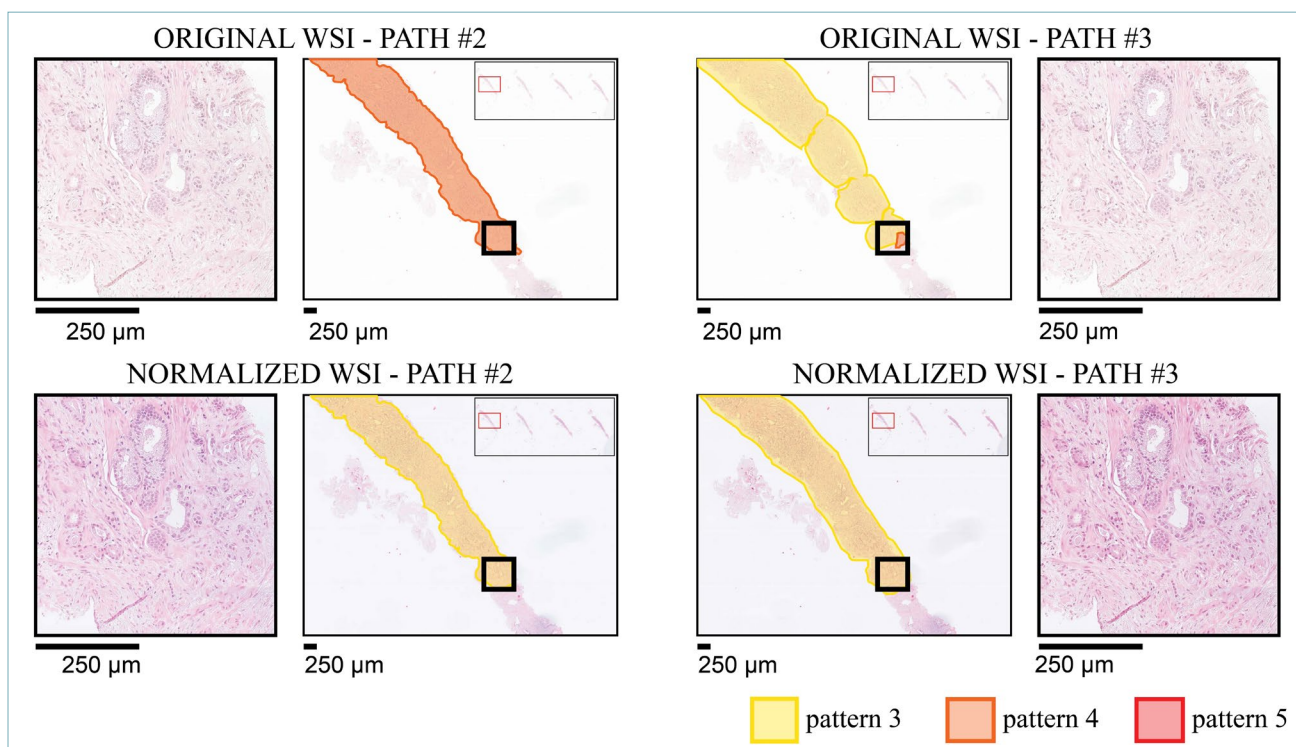 ORIGINAL WSI - PATH #2
ORIGINAL WSI - PATH #3
250 µm
250 µm
250 µm
250 µm
NORMALIZED WSI - PATH #2
NORMALIZED WSI - PATH #3
250 µm
250 µm
250 µm
250 µm
pattern 3
pattern 4
pattern 5